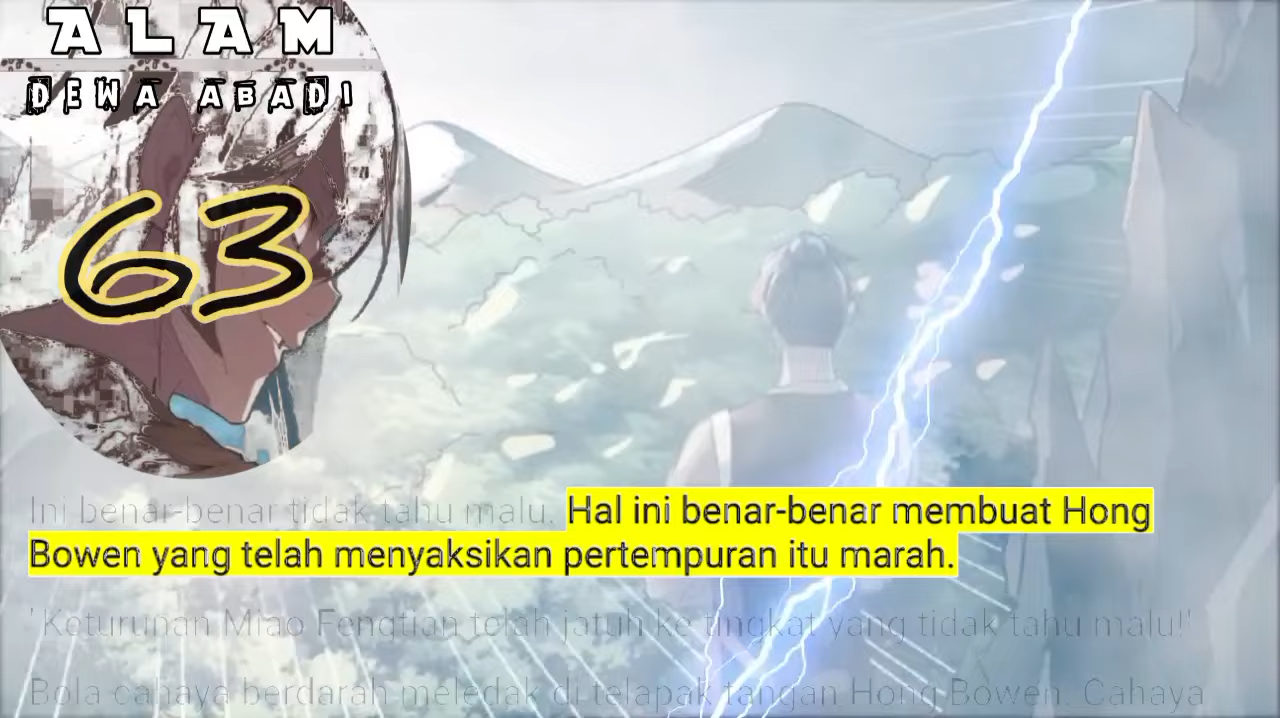 ALAM
DEWA ABADI
63
Ini benar-benar tidak tahu malu. Hal ini benar-benar membuat Hong
Bowen yang telah menyaksikan pertempuran itu marah.
'Keturunan Miao Fengtian telah jatuh ke tingkat yang tidak tahu malu!'
Bola cahaya berdarah meledak di telapak tangan Hong Bowen. Cahaya